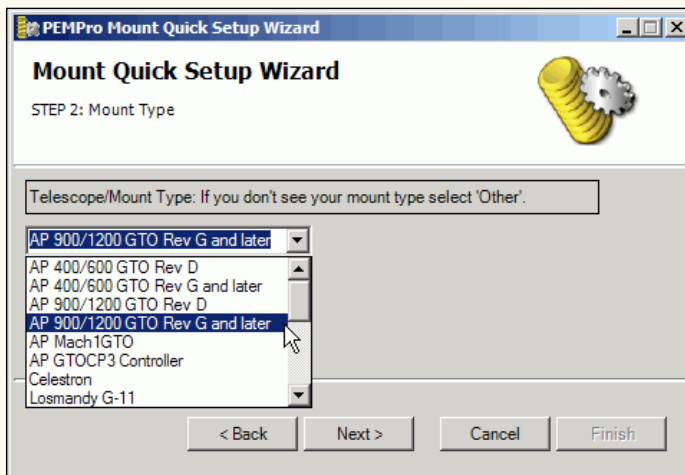 PEMPro Mount Quick Setup Wizard
Mount Quick Setup Wizard
STEP 2: Mount Type
Telescope/Mount Type: If you don't see your mount type select 'Other'.
AP 900/1200 GTO Rev G and later
AP 400/600 GTO Rev D
AP 400/600 GTO Rev G and later
AP 900/1200 GTO Rev D
AP 900/1200 GTO Rev G and later
AP Mach1GTO
AP GTOCP3 Controller
Celestron
Losmandy G-11
< Back Next > Cancel Finish